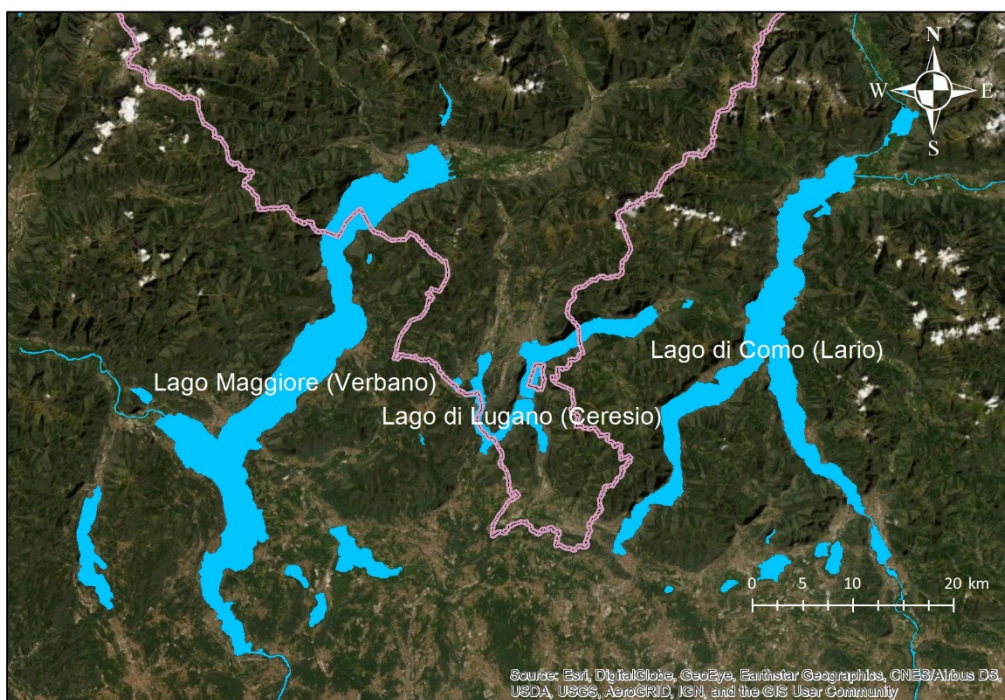 N
W E
S
Lago di Como (Lario)
Lago Maggiore (Verbano)
Lago di Lugano (Ceresio)
0 5 10 20 km
Source: Esri, DigitalGlobe, GeoEye, Earthstar Geographics, CNES/Airbus DS,
USDA, USGS, AeroGRID, IGN, and the GIS User Community